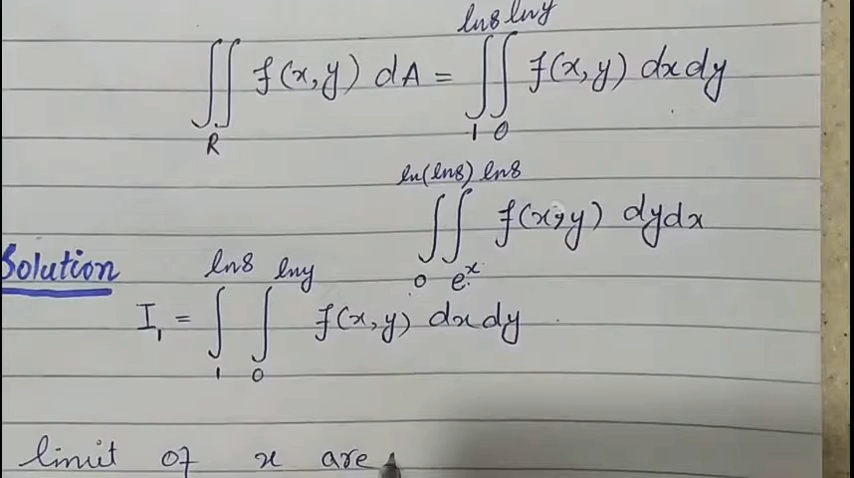 ∬_R f(x,y) dA = ∫_1^{ln8} ∫_0^{lny} f(x,y) dx dy
∫_0^{ln(ln8)} ∫_{e^x}^{ln8} f(x,y) dy dx
Solution
I₁ = ∫_1^{ln8} ∫_0^{lny} f(x,y) dx dy
limit of x are